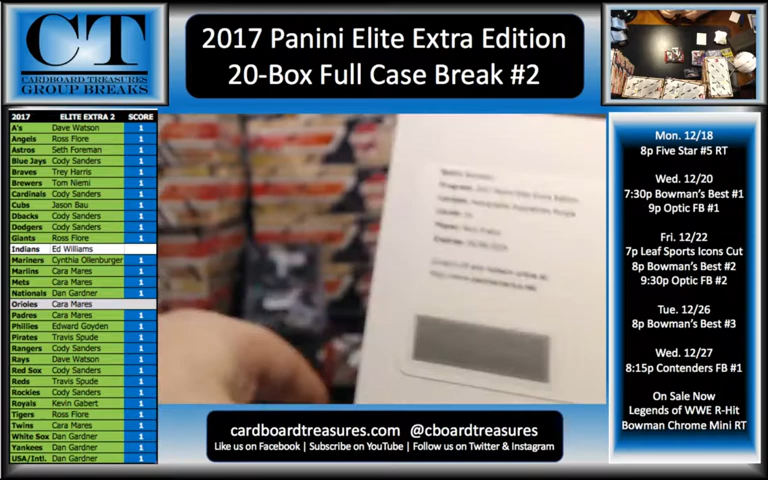 CT
CARDBOARD TREASURES
GROUP BREAKS
2017 Panini Elite Extra Edition
20-Box Full Case Break #2
2017 ELITE EXTRA 2 SCORE
A's Dave Watson 1
Angels Ross Flore 1
Astros Seth Foreman 1
Blue Jays Cody Sanders 1
Braves Trey Harris 1
Brewers Tom Niemi 1
Cardinals Cody Sanders 1
Cubs Jason Bau 1
Dbacks Cody Sanders 1
Dodgers Cody Sanders 1
Giants Ross Flore 1
Indians Ed Williams
Mariners Cynthia Ollenburger 1
Marlins Cara Mares 1
Mets Cara Mares 1
Nationals Dan Gardner 1
Orioles Cara Mares
Padres Cara Mares 1
Phillies Edward Goyden 1
Pirates Travis Spude 1
Rangers Cody Sanders 1
Rays Dave Watson 1
Red Sox Cody Sanders 1
Reds Travis Spude 1
Rockies Cody Sanders 1
Royals Kevin Gabert 1
Tigers Ross Flore 1
Twins Cara Mares 1
White Sox Dan Gardner 1
Yankees Dan Gardner 1
USA/Intl. Dan Gardner 1
2017 Panini Elite Extra Edition
cardboardtreasures.com @cboardtreasures
Like us on Facebook | Subscribe on YouTube | Follow us on Twitter & Instagram
Mon. 12/18
8p Five Star #5 RT
Wed. 12/20
7:30p Bowman's Best #1
9p Optic FB #1
Fri. 12/22
7p Leaf Sports Icons Cut
8p Bowman's Best #2
9:30p Optic FB #2
Tue. 12/26
8p Bowman's Best #3
Wed. 12/27
8:15p Contenders FB #1
On Sale Now
Legends of WWE R-Hit
Bowman Chrome Mini RT